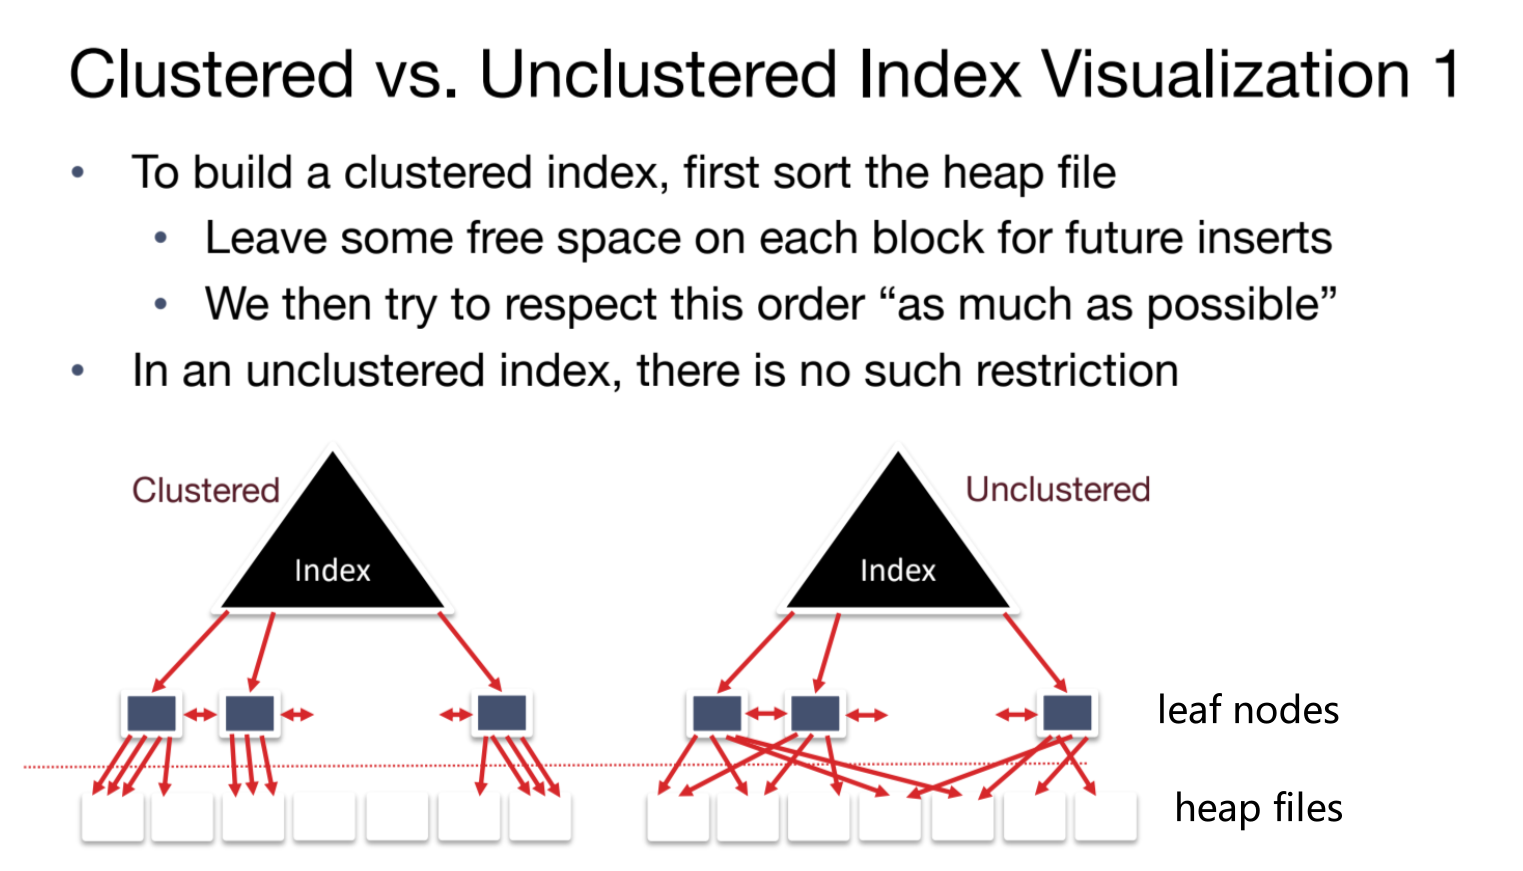 Clustered vs. Unclustered Index Visualization 1
• To build a clustered index, first sort the heap file
• Leave some free space on each block for future inserts
• We then try to respect this order “as much as possible”
• In an unclustered index, there is no such restriction
Clustered
Unclustered
Index
Index
leaf nodes
heap files